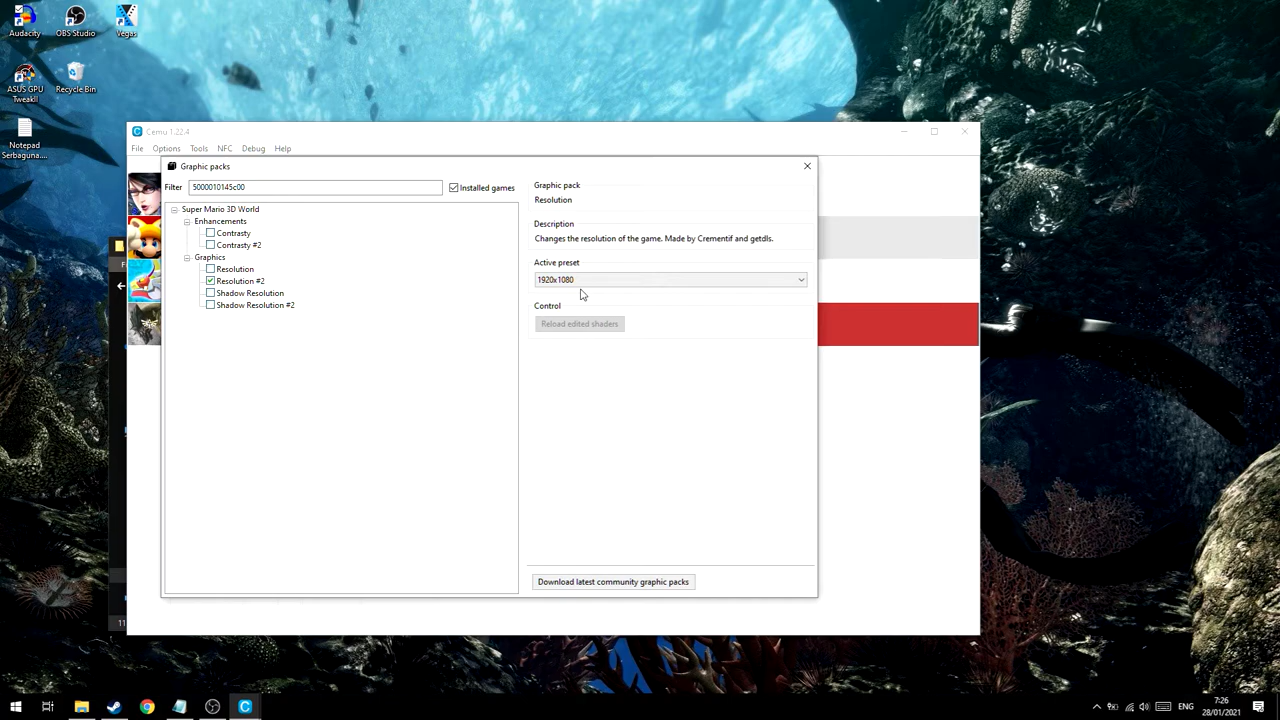 Audacity
OBS Studio
Vegas
ASUS GPU
TweakII
Recycle Bin
Notepad
Serbaguna....
Cemu 1.22.4
File Options Tools NFC Debug Help
Graphic packs
Filter 5000010145c00 Installed games
Super Mario 3D World
Enhancements
Contrasty
Contrasty #2
Graphics
Resolution
Resolution #2
Shadow Resolution
Shadow Resolution #2
Graphic pack
Resolution
Description
Changes the resolution of the game. Made by Crementif and getdls.
Active preset
1920x1080
Control
Reload edited shaders
Download latest community graphic packs
F
11
ENG
7:26
28/01/2021